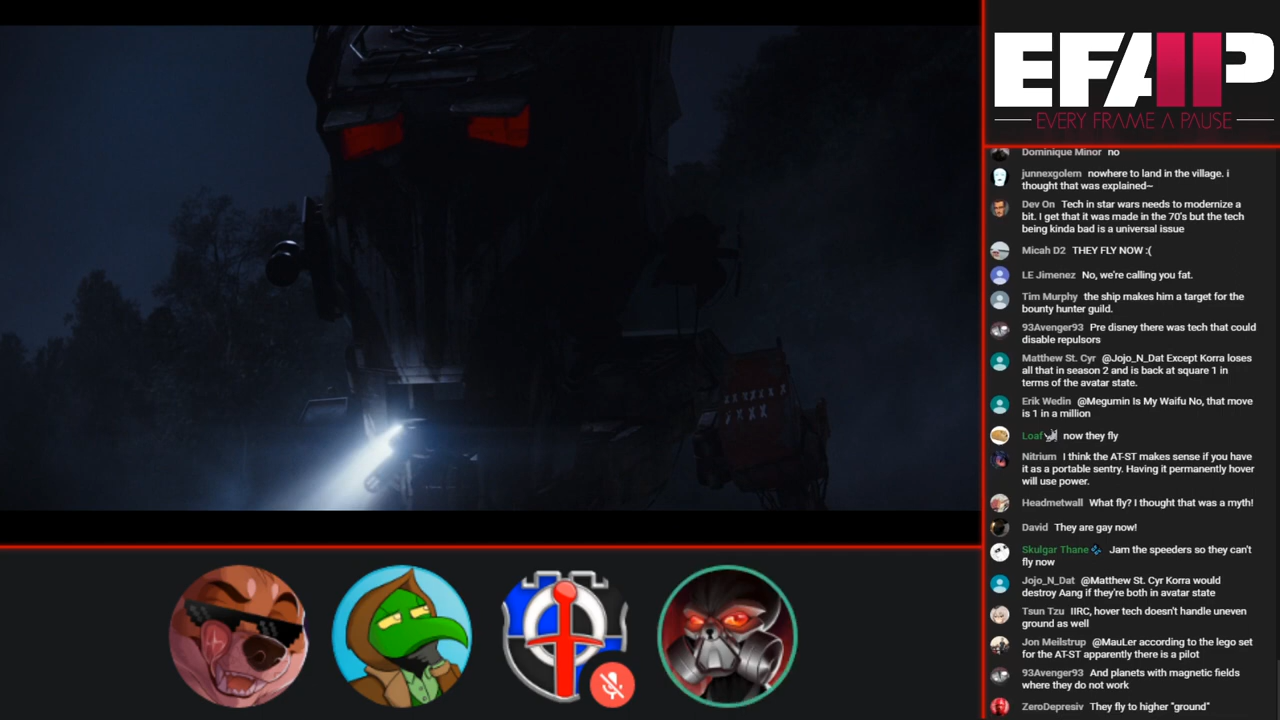 EFAP
EVERY FRAME A PAUSE
Dominique Minor no
junnexgolem nowhere to land in the village. i
thought that was explained~
Dev On Tech in star wars needs to modernize a
bit. I get that it was made in the 70's but the tech
being kinda bad is a universal issue
Micah D2 THEY FLY NOW :(
LE Jimenez No, we're calling you fat.
Tim Murphy the ship makes him a target for the
bounty hunter guild.
93Avenger93 Pre disney there was tech that could
disable repulsors
Matthew St. Cyr @Jojo_N_Dat Except Korra loses
all that in season 2 and is back at square 1 in
terms of the avatar state.
Erik Wedin @Megumin Is My Waifu No, that move
is 1 in a million
Loaf now they fly
Nitrium I think the AT-ST makes sense if you have
it as a portable sentry. Having it permanently hover
will use power.
Headmetwall What fly? I thought that was a myth!
David They are gay now!
Skulgar Thane Jam the speeders so they can't
fly now
Jojo_N_Dat @Matthew St. Cyr Korra would
destroy Aang if they're both in avatar state
Tsun Tzu IIRC, hover tech doesn't handle uneven
ground as well
Jon Meilstrup @MauLer according to the lego set
for the AT-ST apparently there is a pilot
93Avenger93 And planets with magnetic fields
where they do not work
ZeroDepresiv They fly to higher "ground"